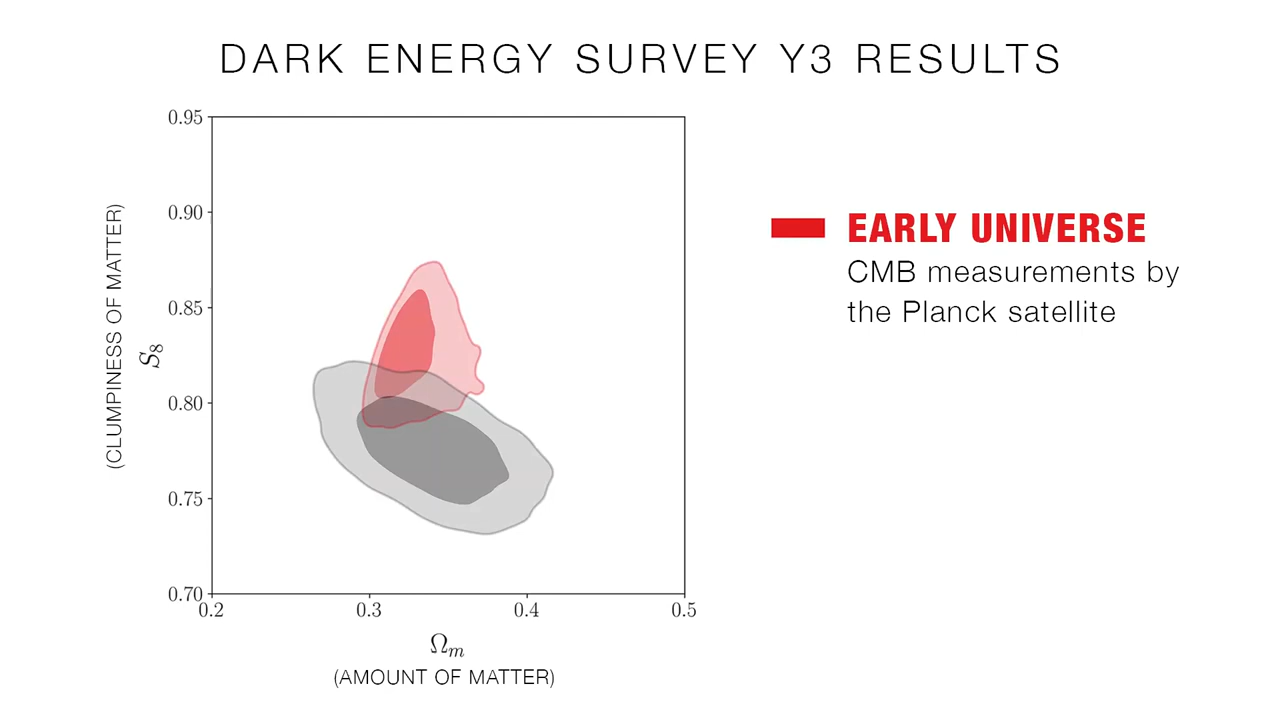 DARK ENERGY SURVEY Y3 RESULTS
0.95
0.90
0.85
0.80
0.75
0.70
(CLUMPINESS OF MATTER)
S₈
0.2 0.3 0.4 0.5
Ωₘ
(AMOUNT OF MATTER)
EARLY UNIVERSE
CMB measurements by
the Planck satellite